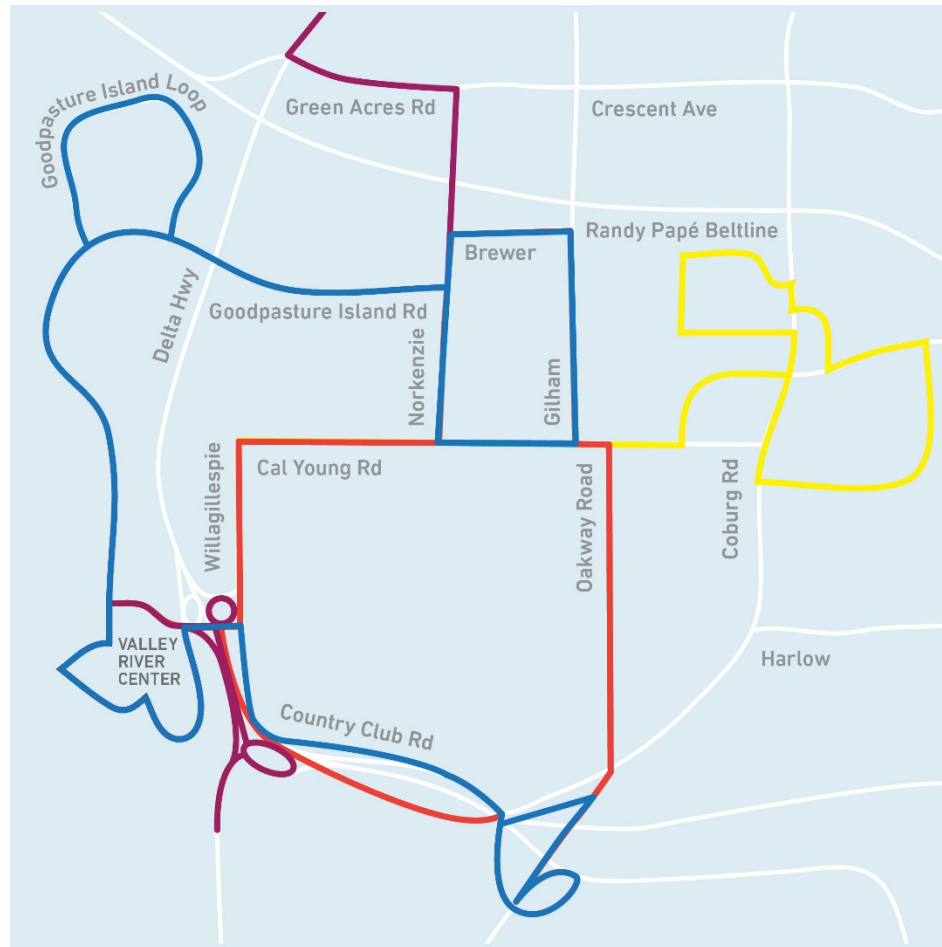 Goodpasture Island Loop
Green Acres Rd
Crescent Ave
Randy Papé Beltline
Brewer
Delta Hwy
Goodpasture Island Rd
Norkenzie
Gilham
Cal Young Rd
Willagillespie
Oakway Road
Coburg Rd
VALLEY
RIVER
CENTER
Harlow
Country Club Rd